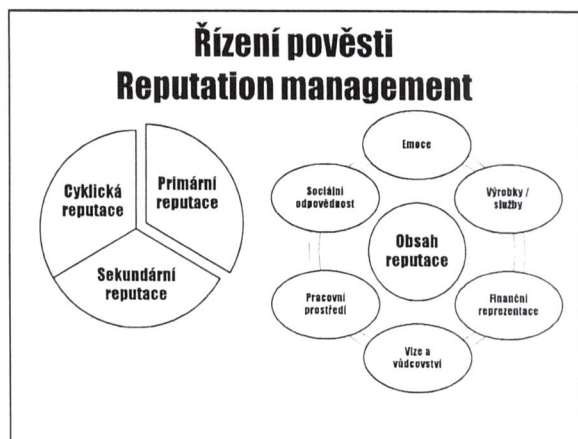 Řízení pověsti
Reputation management
Cyklická
reputace
Primární
reputace
Sekundární
reputace
Emoce
Výrobky /
služby
Finanční
reprezentace
Vize a
vůdcovství
Pracovní
prostředí
Sociální
odpovědnost
Obsah
reputace